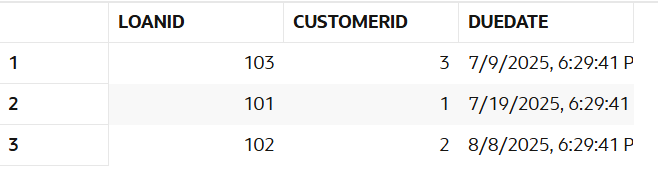 LOANID CUSTOMERID DUEDATE
1 103 3 7/9/2025, 6:29:41 P
2 101 1 7/19/2025, 6:29:41
3 102 2 8/8/2025, 6:29:41 P